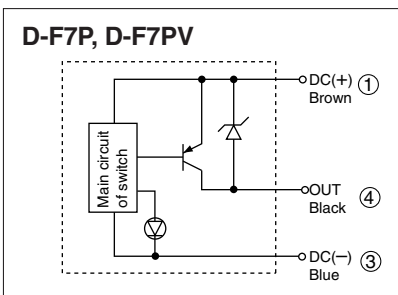 D-F7P, D-F7PV
DC(+) ①
Brown
Main circuit
of switch
OUT
Black ④
DC(−) ③
Blue